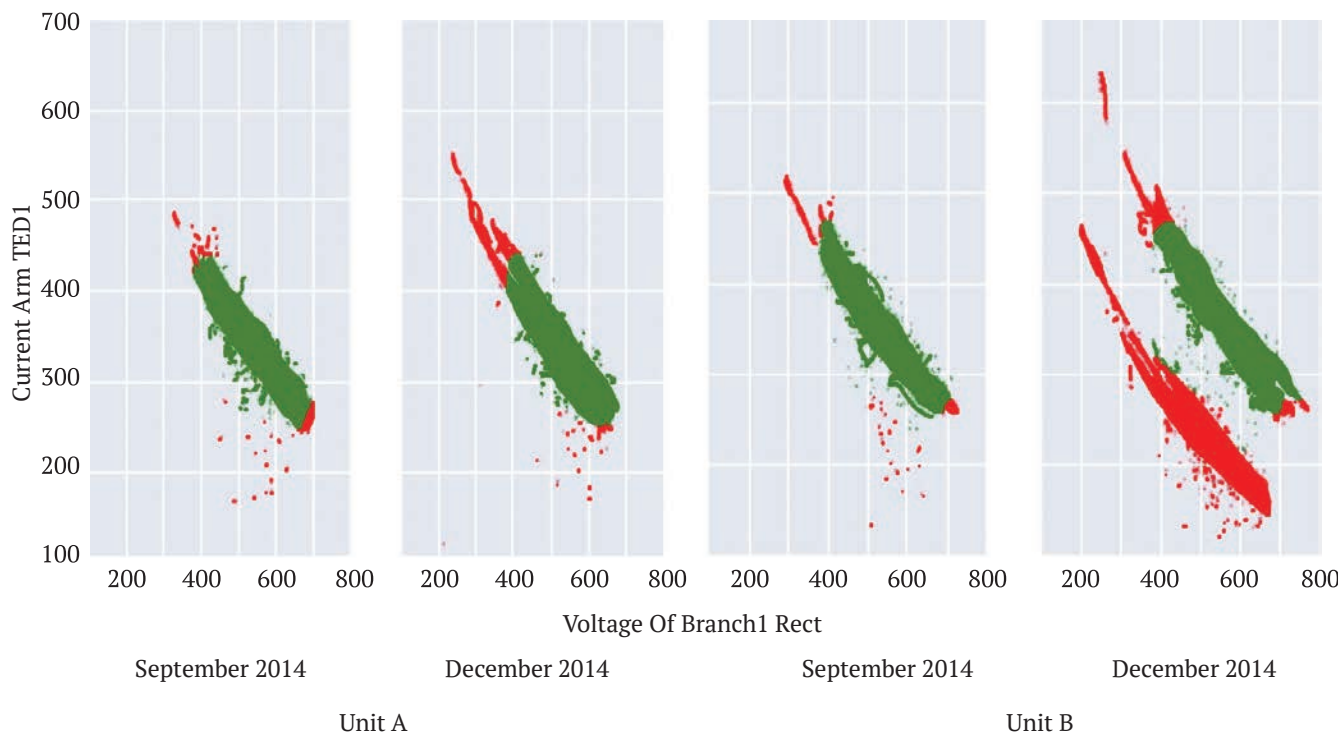 700
600
500
400
300
200
100
Current Arm TED1
200 400 600 800 200 400 600 800 200 400 600 800 200 400 600 800
Voltage Of Branch1 Rect
September 2014 December 2014 September 2014 December 2014
Unit A Unit B